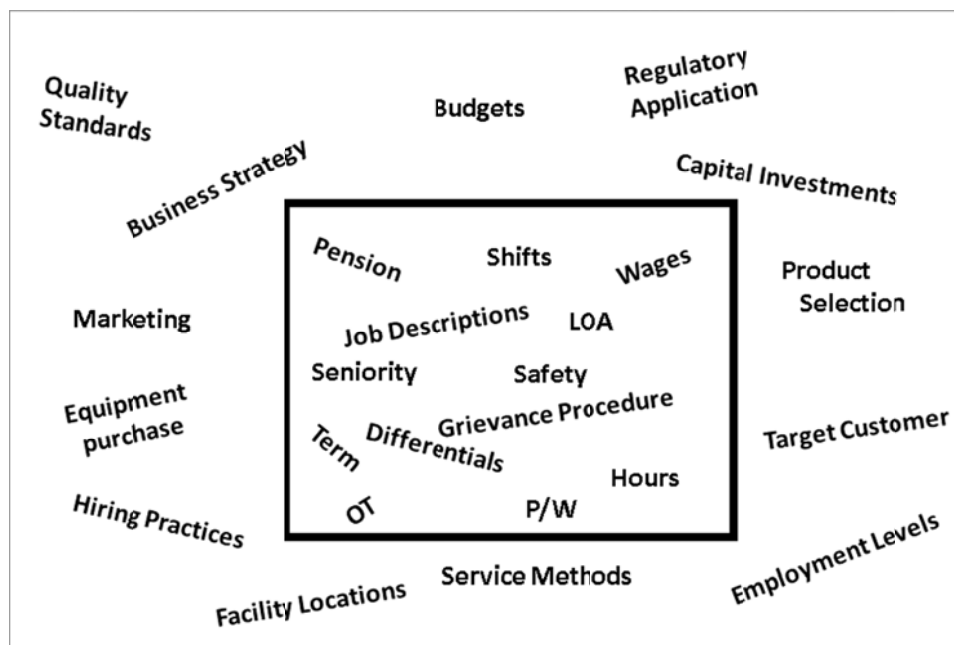 Quality
Standards
Budgets
Regulatory
Application
Business Strategy
Capital Investments
Pension
Shifts
Wages
Product
Selection
Marketing
Job Descriptions
LOA
Seniority
Safety
Equipment
purchase
Grievance Procedure
Target Customer
Term
Differentials
Hours
Hiring Practices
OT
P/W
Service Methods
Employment Levels
Facility Locations